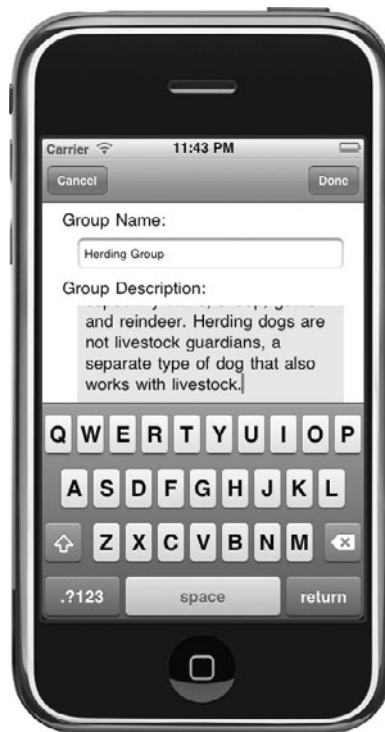 Carrier 11:43 PM
Cancel Done
Group Name:
Herding Group
Group Description:
and reindeer. Herding dogs are
not livestock guardians, a
separate type of dog that also
works with livestock.
Q W E R T Y U I O P
A S D F G H J K L
Z X C V B N M
.?123 space return